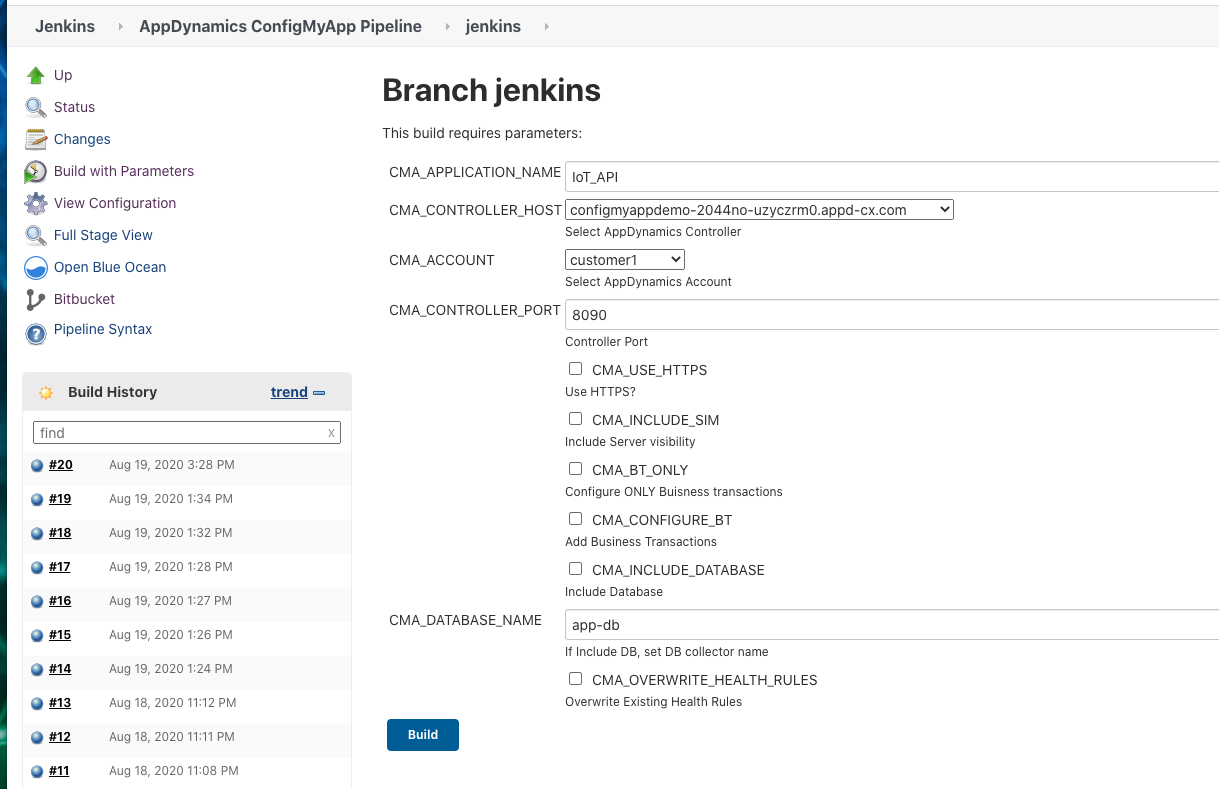 Jenkins AppDynamics ConfigMyApp Pipeline jenkins
Up
Status
Changes
Build with Parameters
View Configuration
Full Stage View
Open Blue Ocean
Bitbucket
Pipeline Syntax
Build History trend
find x
#20 Aug 19, 2020 3:28 PM
#19 Aug 19, 2020 1:34 PM
#18 Aug 19, 2020 1:32 PM
#17 Aug 19, 2020 1:28 PM
#16 Aug 19, 2020 1:27 PM
#15 Aug 19, 2020 1:26 PM
#14 Aug 19, 2020 1:24 PM
#13 Aug 18, 2020 11:12 PM
#12 Aug 18, 2020 11:11 PM
#11 Aug 18, 2020 11:08 PM
Branch jenkins
This build requires parameters:
CMA_APPLICATION_NAME IoT_API
CMA_CONTROLLER_HOST configmyappdemo-2044no-uzyczrm0.appd-cx.com
Select AppDynamics Controller
CMA_ACCOUNT customer1
Select AppDynamics Account
CMA_CONTROLLER_PORT 8090
Controller Port
CMA_USE_HTTPS
Use HTTPS?
CMA_INCLUDE_SIM
Include Server visibility
CMA_BT_ONLY
Configure ONLY Buisness transactions
CMA_CONFIGURE_BT
Add Business Transactions
CMA_INCLUDE_DATABASE
Include Database
CMA_DATABASE_NAME app-db
If Include DB, set DB collector name
CMA_OVERWRITE_HEALTH_RULES
Overwrite Existing Health Rules
Build